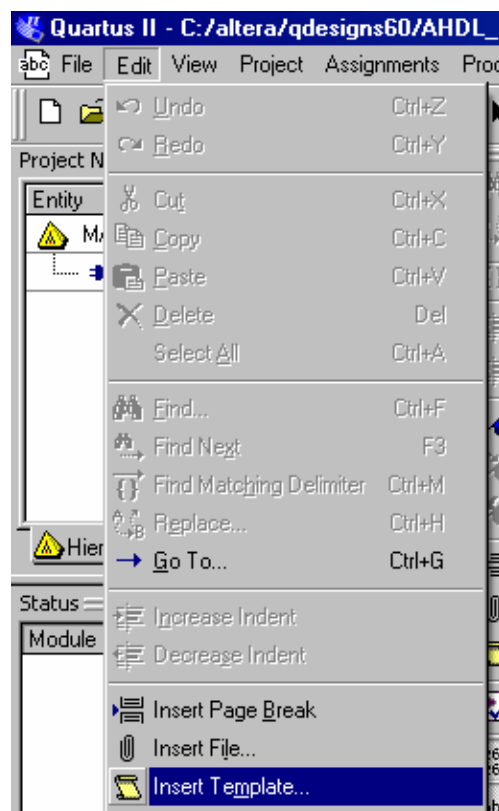 Quartus II - C:/altera/qdesigns60/AHDL_
abc File Edit View Project Assignments
Undo Ctrl+Z
Redo Ctrl+Y
Project N
Entity
Cut Ctrl+X
Copy Ctrl+C
Paste Ctrl+V
Delete Del
Select All Ctrl+A
Find... Ctrl+F
Find Next F3
Find Matching Delimiter Ctrl+M
Replace... Ctrl+H
Hier
Go To... Ctrl+G
Status
Increase Indent
Module
Decrease Indent
Insert Page Break
Insert File...
Insert Template...